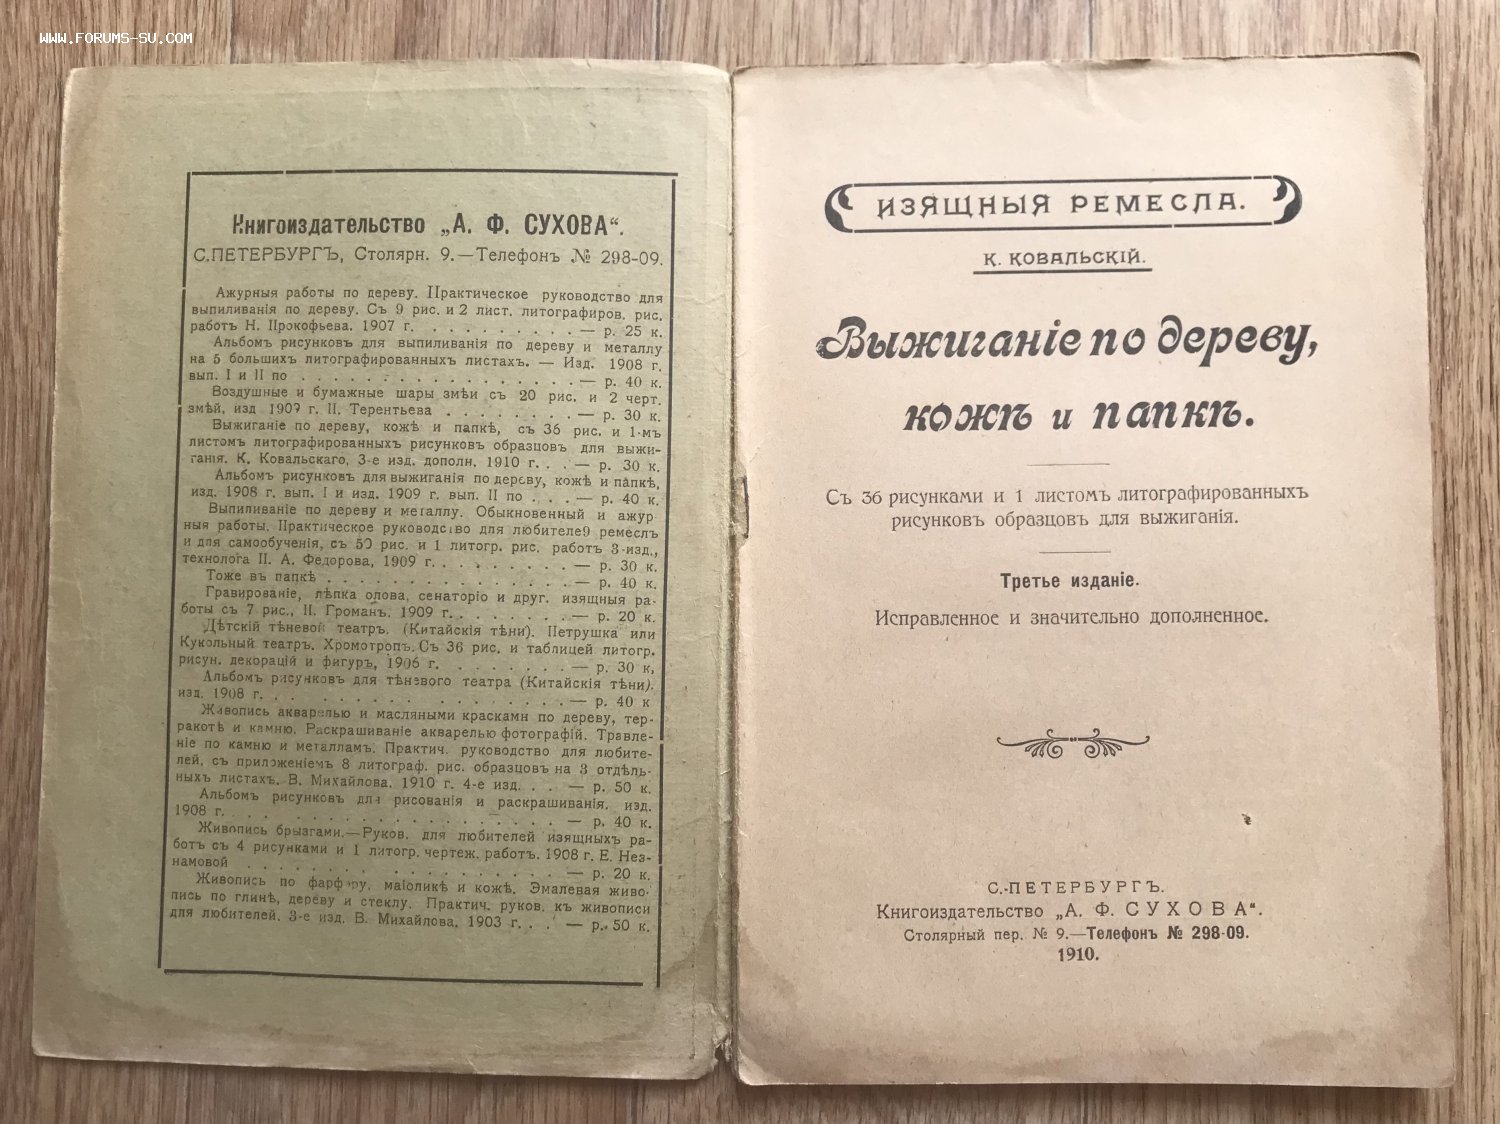 WWW.FORUMS-SU.COM
Книгоиздательство „А. Ф. СУХОВА“.
С.ПЕТЕРБУРГЪ, Столярн. 9.—Телефонъ № 298-09.
Ажурныя работы по дереву. Практическое руководство для
выпиливанія по дереву. Съ 9 рис. и 2 лист. литографиров. рис.
работъ Н. Прокофьева. 1907 г. . . . . . . . . . — р. 25 к.
Альбомъ рисунковъ для выпиливанія по дереву и металлу
на 5 большихъ литографированныхъ листахъ. — Изд. 1908 г.
вып. I и II по . . . . . . . . . . . . . . . . — р. 40 к.
Воздушные и бумажные шары змѣи съ 20 рис. и 2 черт.
змѣй, изд 1909 г. П. Терентьева . . . . . . . . — р. 30 к.
Выжиганіе по дереву, кожѣ и папкѣ, съ 36 рис. и 1-мъ
листомъ литографированныхъ рисунковъ образцовъ для выжи-
ганія. К. Ковальскаго, 3-е изд. дополн. 1910 г. . . — р. 30 к.
Альбомъ рисунковъ для выжиганія по дереву, кожѣ и папкѣ,
изд. 1908 г. вып. I и изд. 1909 г. вып. II по . . . — р. 40 к.
Выпиливаніе по дереву и металлу. Обыкновенный и ажур
ныя работы. Практическое руководство для любителей ремеслъ
и для самообученія, съ 50 рис. и 1 литогр. рис. работъ 3-изд.,
технолога П. А. Федорова, 1909 г. . . . . . . . . — р. 30 к.
Тоже въ папкѣ . . . . . . . . . . . . . . . — р. 40 к.
Гравированіе, лѣпка олова, сенаторіо и друг. изящныя ра-
боты съ 7 рис., П. Громанъ. 1909 г. . . . . . . . — р. 20 к.
Дѣтскій тѣневой театръ. (Китайскія тѣни). Петрушка или
Кукольный театръ. Хромотропъ. Съ 36 рис. и таблицей литогр.
рисун. декорацій и фигуръ, 1906 г. . . . . . . . — р. 30 к,
Альбомъ рисунковъ для тѣневого театра (Китайскія тѣни).
изд. 1908 г. . . . . . . . . . . . . . . . . . — р. 40 к
Живопись акварелью и масляными красками по дереву, тер-
ракотѣ и камню. Раскрашиваніе акварелью фотографій. Травле-
ніе по камню и металламъ. Практич. руководство для любите-
лей, съ приложеніемъ 8 литограф. рис. образцовъ на 3 отдѣль-
ныхъ листахъ. В. Михайлова. 1910 г. 4-е изд. . . — р. 50 к.
Альбомъ рисунковъ для рисованія и раскрашиванія. изд.
1908 г. . . . . . . . . . . . . . . . . . . — р. 40 к.
Живопись брызгами.—Руков. для любителей изящныхъ ра-
ботъ съ 4 рисунками и 1 литогр. чертеж. работъ. 1908 г. Е. Нез-
намовой . . . . . . . . . . . . . . . . . . — р. 20 к.
Живопись по фарфору, маіоликѣ и кожѣ. Эмалевая живо-
пись по глинѣ, дереву и стеклу. Практич. руков. къ живописи
для любителей. 3-е изд. В. Михайлова, 1903 г. . . — р. 50 к.
ИЗЯЩНЫЯ РЕМЕСЛА.
К. КОВАЛЬСКІЙ.
Выжиганіе по дереву,
кожѣ и папкѣ.
Съ 36 рисунками и 1 листомъ литографированныхъ
рисунковъ образцовъ для выжиганія.
Третье изданіе.
Исправленное и значительно дополненное.
С.-ПЕТЕРБУРГЪ.
Книгоиздательство „А. Ф. СУХОВА“.
Столярный пер. № 9.—Телефонъ № 298-09.
1910.